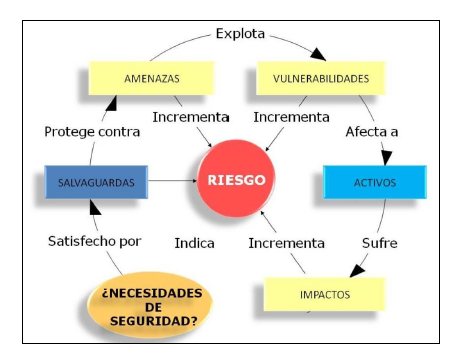 Explota
AMENAZAS
VULNERABILIDADES
Incrementa
Incrementa
Protege contra
Afecta a
SALVAGUARDAS
RIESGO
ACTIVOS
Satisfecho por
Indica
Incrementa
Sufre
¿NECESIDADES
DE
SEGURIDAD?
IMPACTOS